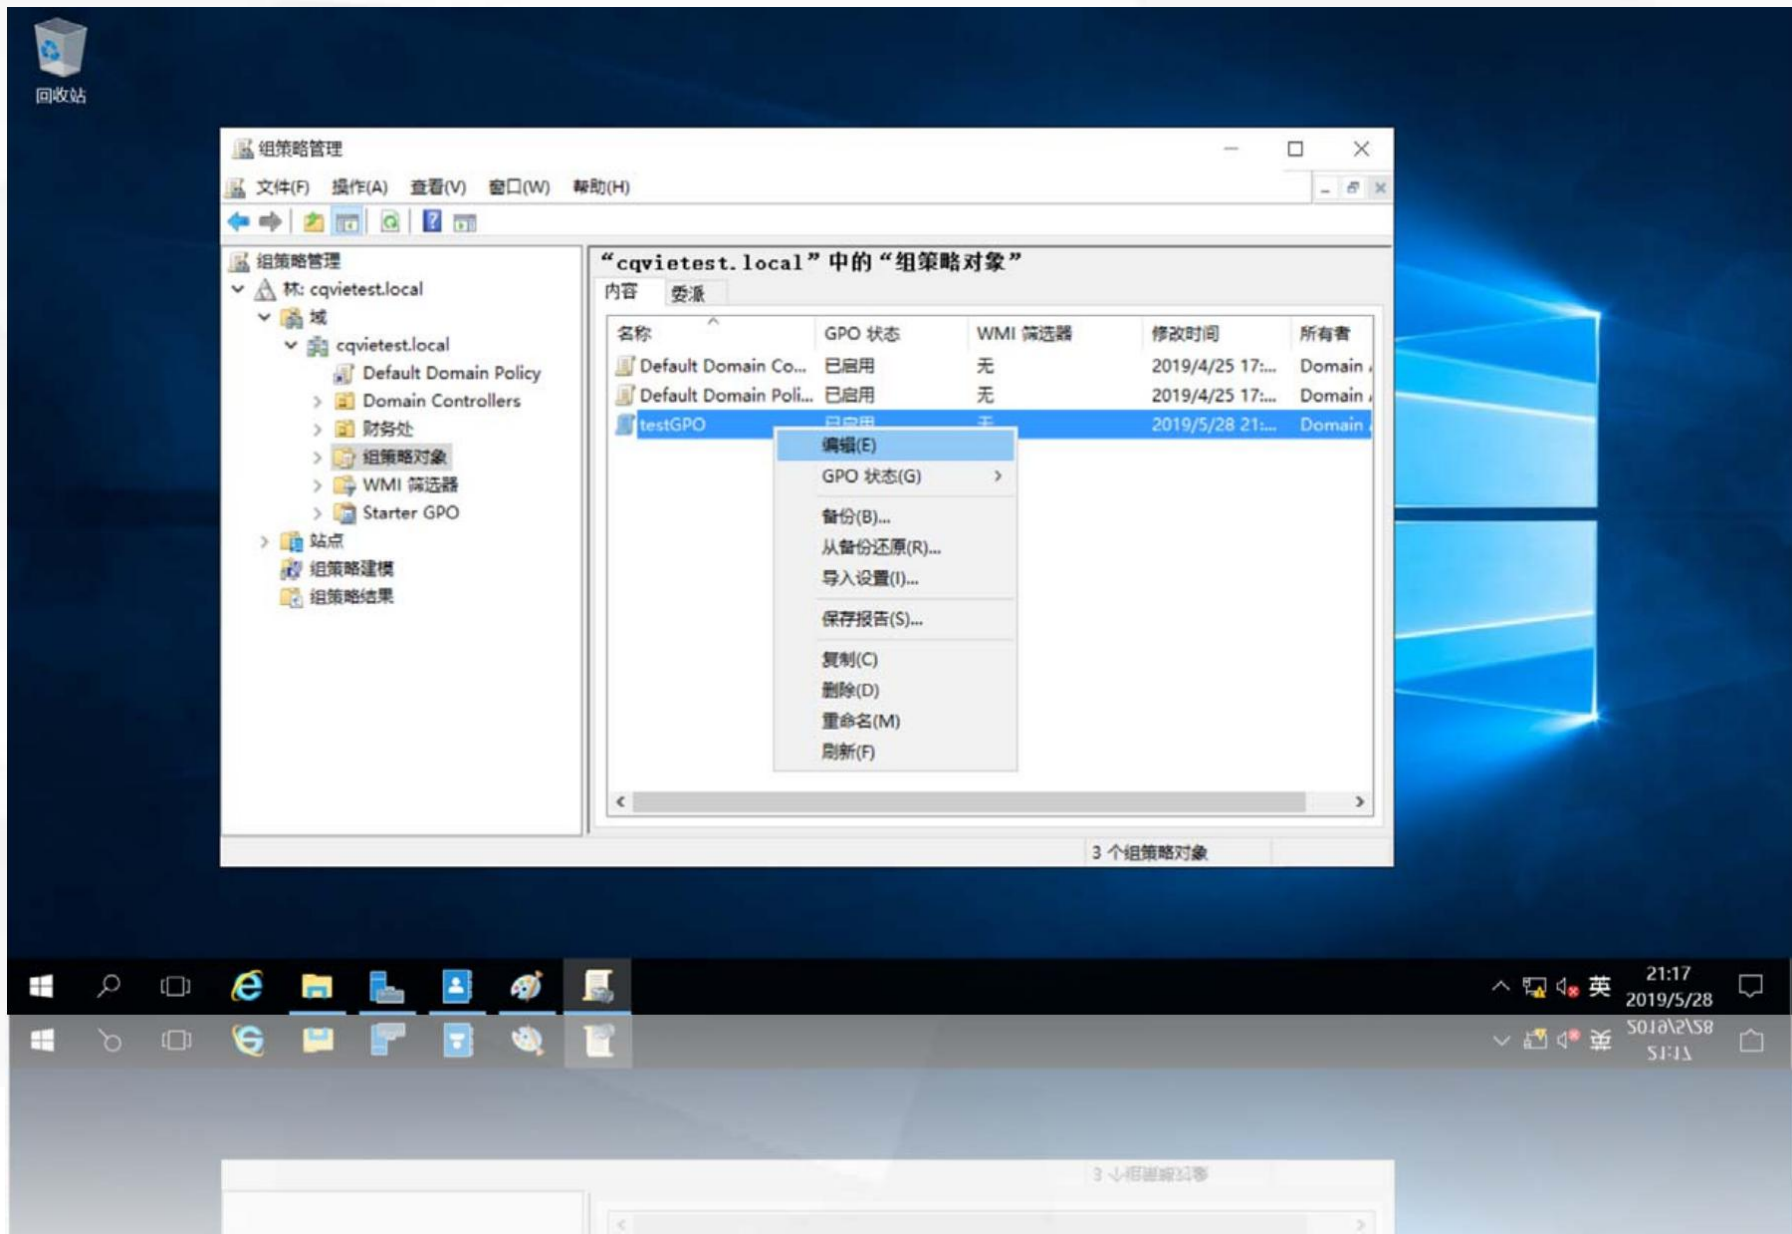 回收站
组策略管理
文件(F) 操作(A) 查看(V) 窗口(W) 帮助(H)
组策略管理
林: cqvietest.local
域
cqvietest.local
Default Domain Policy
Domain Controllers
财务处
组策略对象
WMI 筛选器
Starter GPO
站点
组策略建模
组策略结果
“cqvietest.local”中的“组策略对象”
内容 委派
名称 GPO 状态 WMI 筛选器 修改时间 所有者
Default Domain Co... 已启用 无 2019/4/25 17:... Domain
Default Domain Poli... 已启用 无 2019/4/25 17:... Domain
testGPO 已启用 无 2019/5/28 21:... Domain
编辑(E)
GPO 状态(G)
备份(B)...
从备份还原(R)...
导入设置(I)...
保存报告(S)...
复制(C)
删除(D)
重命名(M)
刷新(F)
3 个组策略对象
英
21:17
2019/5/28